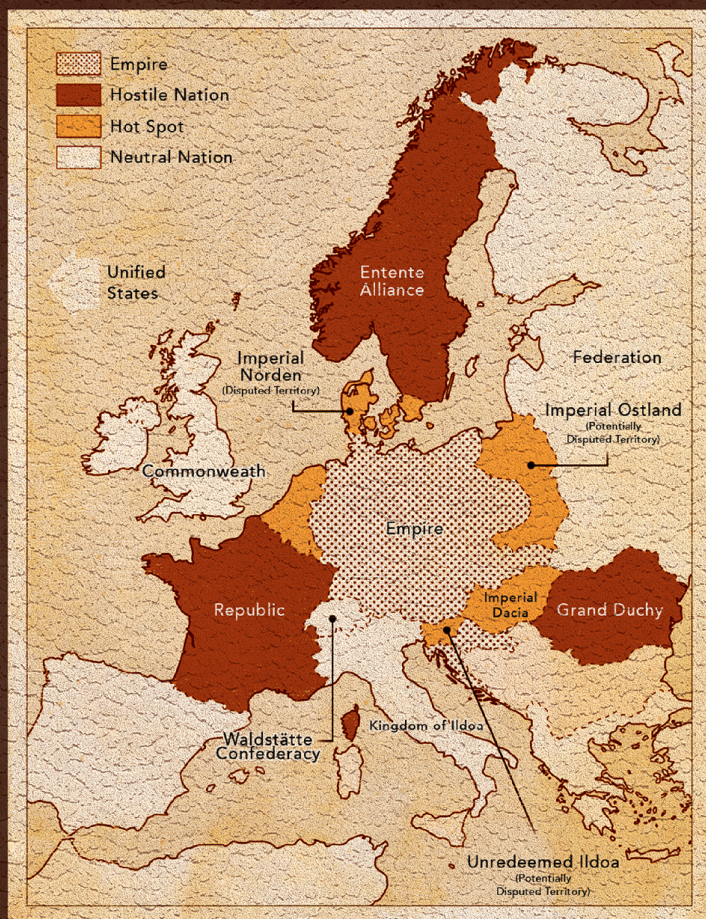 Empire
Hostile Nation
Hot Spot
Neutral Nation
Unified
States
Entente
Alliance
Imperial
Norden
(Disputed Territory)
Federation
Imperial Ostland
(Potentially
Disputed Territory)
Commonweath
Empire
Imperial
Dacia
Grand Duchy
Republic
Waldstätte
Confederacy
Kingdom of Ildoa
Unredeemed Ildoa
(Potentially
Disputed Territory)